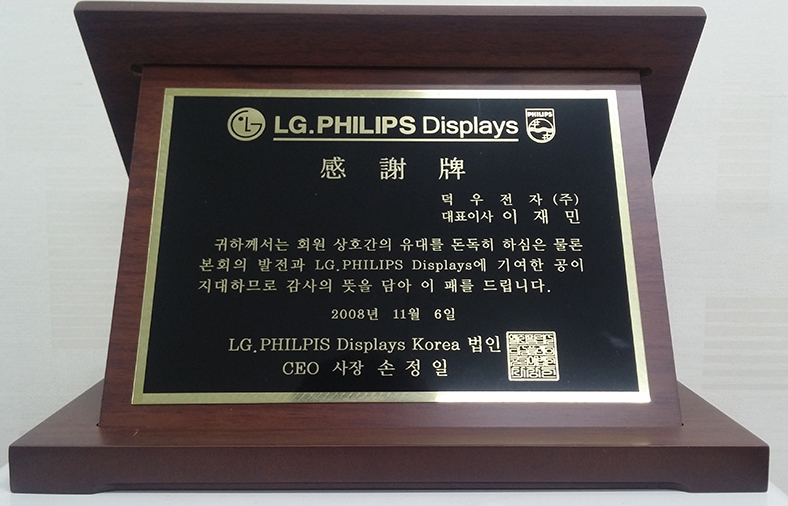 LG.PHILIPS Displays PHILIPS
感謝牌
덕우전자(주)
대표이사 이재민
귀하께서는 회원 상호간의 유대를 돈독히 하심은 물론
본회의 발전과 LG.PHILIPS Displays에 기여한 공이
지대하므로 감사의 뜻을 담아 이 패를 드립니다.
2008년 11월 6일
LG.PHILPIS Displays Korea 법인
CEO 사장 손정일